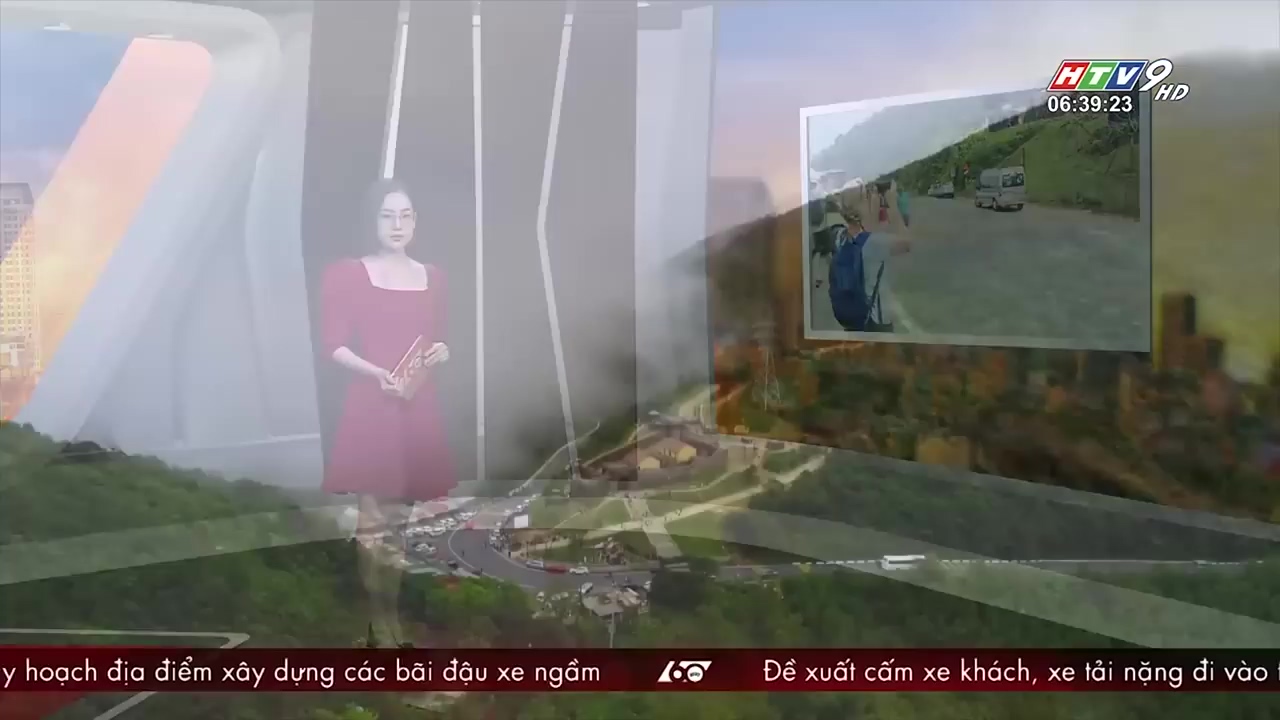 HTV9 HD
06:39:23
y hoạch địa điểm xây dựng các bãi đậu xe ngầm 60 Đề xuất cấm xe khách, xe tải nặng đi vào